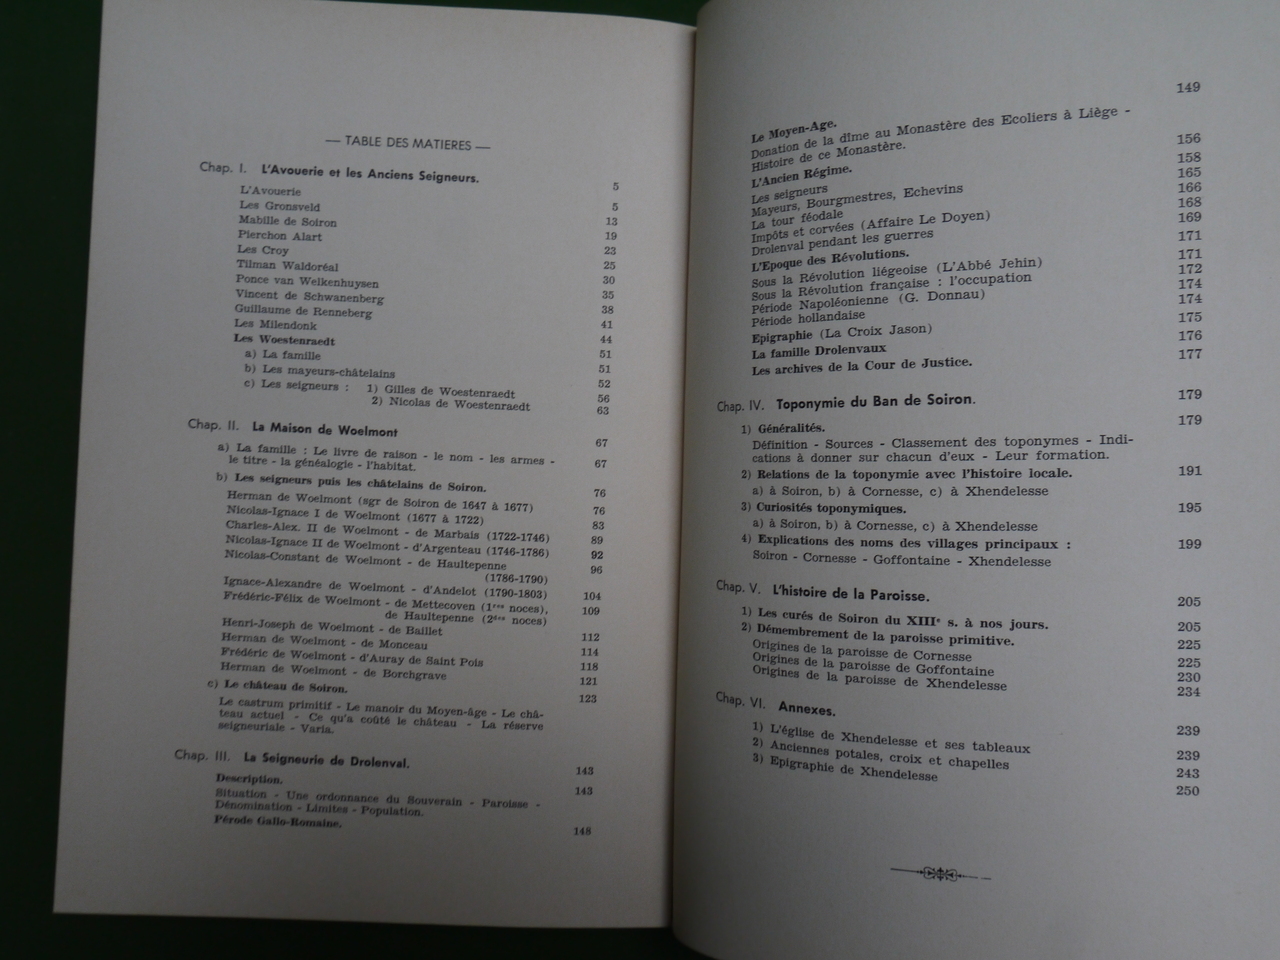 — TABLE DES MATIERES —
Chap. I. L'Avouerie et les Anciens Seigneurs. 5
L'Avouerie 5
Les Gronsveld 13
Mabille de Soiron 19
Pierchon Alart 23
Les Croy 25
Tilman Waldoréal 30
Ponce van Welkenhuysen 35
Vincent de Schwanenberg 38
Guillaume de Renneberg 41
Les Milendonk 44
Les Woestenraedt 51
a) La famille 51
b) Les mayeurs-châtelains 52
c) Les seigneurs : 1) Gilles de Woestenraedt 56
2) Nicolas de Woestenraedt 63
Chap. II. La Maison de Woelmont 67
a) La famille : Le livre de raison - le nom - les armes - 67
le titre - la généalogie - l'habitat.
b) Les seigneurs puis les châtelains de Soiron. 76
Herman de Woelmont (sgr de Soiron de 1647 à 1677) 76
Nicolas-Ignace I de Woelmont (1677 à 1722) 83
Charles-Alex. II de Woelmont - de Marbais (1722-1746) 89
Nicolas-Ignace II de Woelmont - d'Argenteau (1746-1786) 92
Nicolas-Constant de Woelmont - de Haultepenne 96
(1786-1790)
Ignace-Alexandre de Woelmont - d'Andelot (1790-1803) 104
Frédéric-Félix de Woelmont - de Mettecoven (1res noces), 109
de Haultepenne (2des noces)
Henri-Joseph de Woelmont - de Baillet 112
Herman de Woelmont - de Monceau 114
Frédéric de Woelmont - d'Auray de Saint Pois 118
Herman de Woelmont - de Borchgrave 121
c) Le château de Soiron. 123
Le castrum primitif - Le manoir du Moyen-âge - Le châ-
teau actuel - Ce qu'a coûté le château - La réserve
seigneuriale - Varia.
Chap. III. La Seigneurie de Drolenval. 143
Description. 143
Situation - Une ordonnance du Souverain - Paroisse -
Dénomination - Limites - Population.
Pérode Gallo-Romaine. 148
Le Moyen-Age. 149
Donation de la dîme au Monastère des Ecoliers à Liège -
Histoire de ce Monastère.
L'Ancien Régime. 156
Les seigneurs 158
Mayeurs, Bourgmestres, Echevins 165
La tour féodale 166
Impôts et corvées (Affaire Le Doyen) 168
Drolenval pendant les guerres 169
L'Epoque des Révolutions. 171
Sous la Révolution liégeoise (L'Abbé Jehin) 171
Sous la Révolution française : l'occupation 172
Période Napoléonienne (G. Donnau) 174
Période hollandaise 174
Epigraphie (La Croix Jason) 175
La famille Drolenvaux 176
Les archives de la Cour de Justice. 177
Chap. IV. Toponymie du Ban de Soiron. 179
1) Généralités. 179
Définition - Sources - Classement des toponymes - Indi-
cations à donner sur chacun d'eux - Leur formation.
2) Relations de la toponymie avec l'histoire locale. 191
a) à Soiron, b) à Cornesse, c) à Xhendelesse
3) Curiosités toponymiques. 195
a) à Soiron, b) à Cornesse, c) à Xhendelesse
4) Explications des noms des villages principaux : 199
Soiron - Cornesse - Goffontaine - Xhendelesse
Chap. V. L'histoire de la Paroisse. 205
1) Les curés de Soiron du XIIIe s. à nos jours. 205
2) Démembrement de la paroisse primitive. 225
Origines de la paroisse de Cornesse 225
Origines de la paroisse de Goffontaine 230
Origines de la paroisse de Xhendelesse 234
Chap. VI. Annexes. 239
1) L'église de Xhendelesse et ses tableaux 239
2) Anciennes potales, croix et chapelles 243
3) Epigraphie de Xhendelesse 250